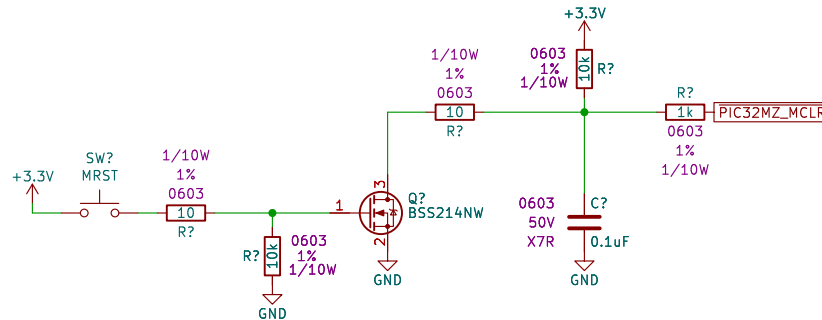 +3.3V
1/10W
1%
0603
10
R?
0603
1%
1/10W
10k
R?
R?
1k
PIC32MZ_MCLR
0603
1%
1/10W
+3.3V
SW?
MRST
1/10W
1%
0603
10
R?
1
3
2
Q?
BSS214NW
GND
R?
10k
0603
1%
1/10W
GND
0603
50V
X7R
C?
0.1uF
GND